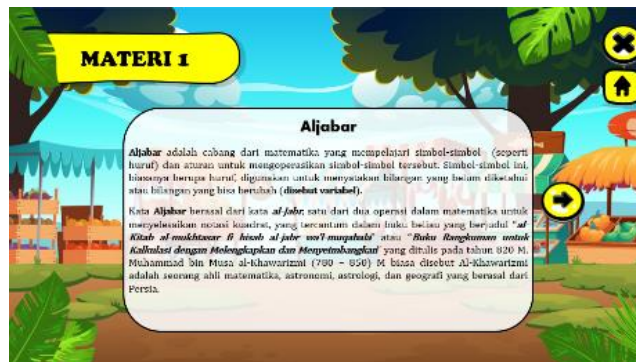 MATERI 1
Aljabar
Aljabar adalah cabang dari matematika yang mempelajari simbol-simbol (seperti
huruf) dan aturan untuk mengoperasikan simbol-simbol tersebut. Simbol-simbol ini,
biasanya berupa huruf, digunakan untuk menyatakan bilangan yang belum diketahui
atau bilangan yang bisa berubah (disebut variabel).
Kata Aljabar berasal dari kata al-Jabr, satu dari dua operasi dalam matematika untuk
menyelesaikan notasi kuadrat, yang tercantum dalam buku beliau yang berjudul "al-
Kitab al-mukhtasar fi hisab al-jabr wa'l-muqabala" atau "Buku Rangkuman untuk
Kalkulasi dengan Melengkapkan dan Menyeimbangkan" yang ditulis pada tahun 820 M.
Muhammad bin Musa al-Khawarizmi (780 – 850) M biasa disebut Al-Khawarizmi
adalah seorang ahli matematika, astronomi, astrologi, dan geografi yang berasal dari
Persia.